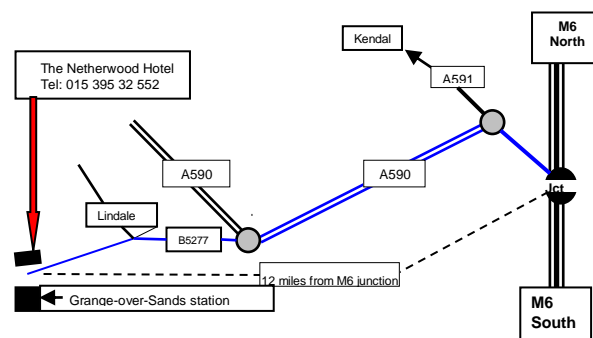 M6
North
Kendal
A591
The Netherwood Hotel
Tel: 015 395 32 552
A590
A590
Jct
Lindale
B5277
12 miles from M6 junction
Grange-over-Sands station
M6
South